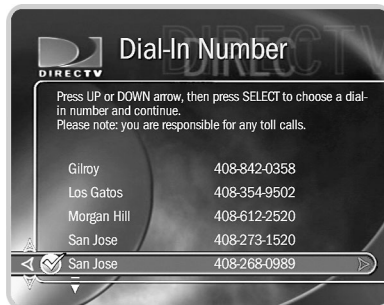 DIRECTV
Dial-In Number
Press UP or DOWN arrow, then press SELECT to choose a dial-
in number and continue.
Please note: you are responsible for any toll calls.
Gilroy 408-842-0358
Los Gatos 408-354-9502
Morgan Hill 408-612-2520
San Jose 408-273-1520
San Jose 408-268-0989